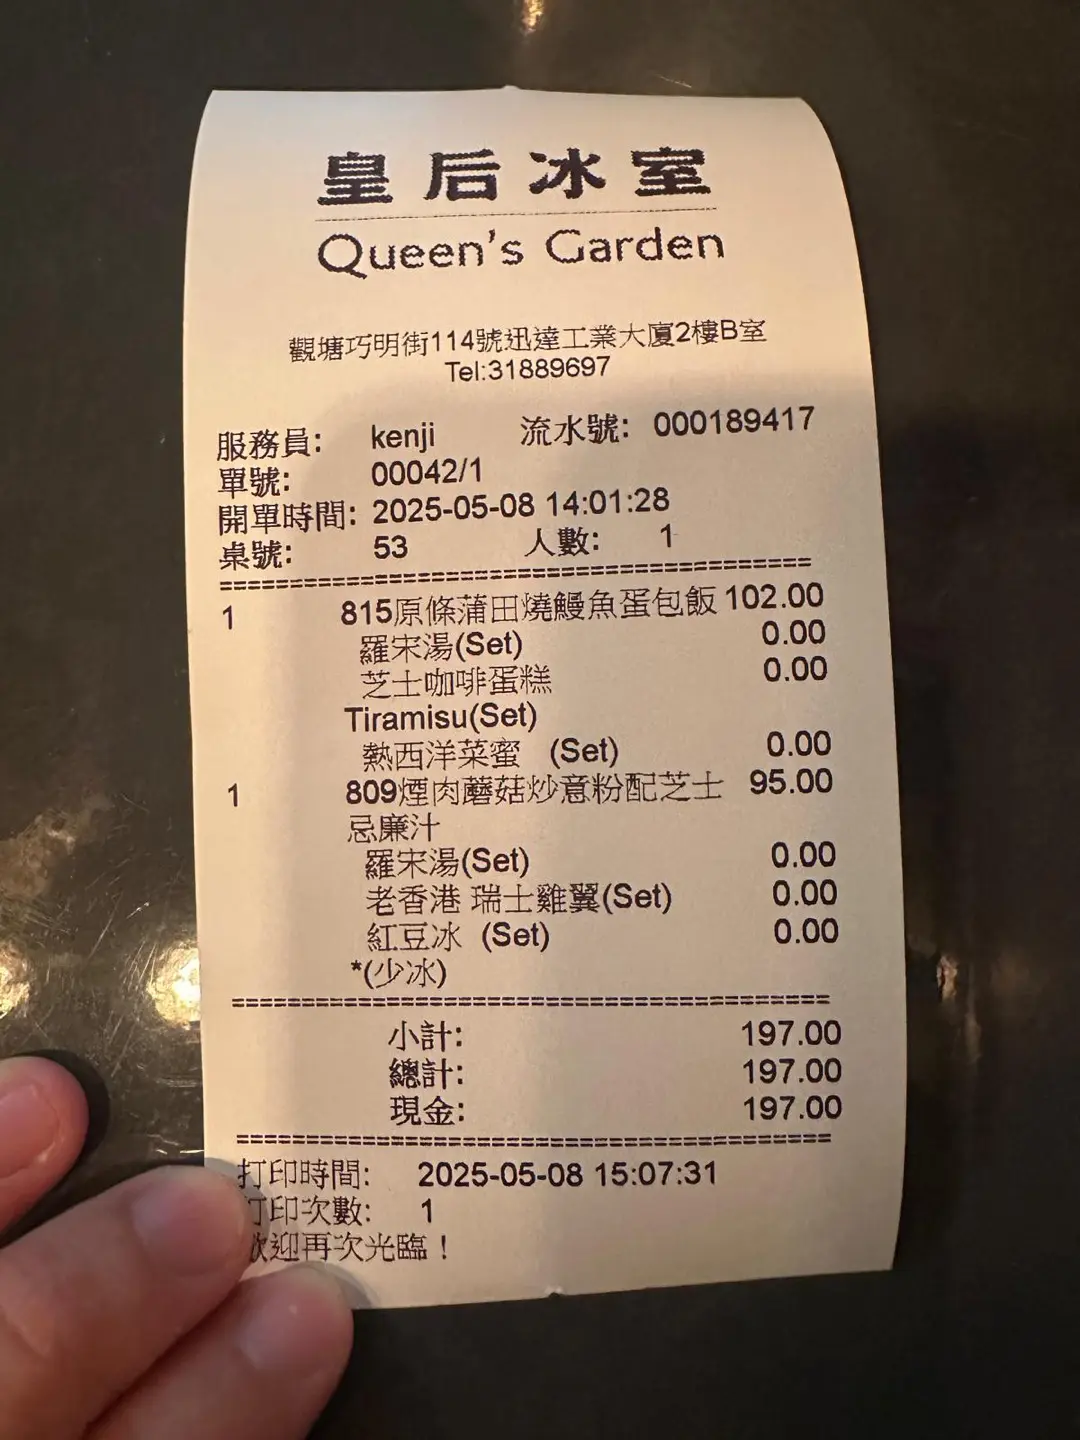 皇后冰室
Queen's Garden
觀塘巧明街114號迅達工業大廈2樓B室
Tel:31889697
服務員: kenji 流水號: 000189417
單號: 00042/1
開單時間: 2025-05-08 14:01:28
桌號: 53 人數: 1
========================================
1 815原條蒲田燒鰻魚蛋包飯 102.00
羅宋湯(Set) 0.00
芝士咖啡蛋糕 0.00
Tiramisu(Set)
熱西洋菜蜜 (Set) 0.00
1 809煙肉蘑菇炒意粉配芝士 95.00
忌廉汁
羅宋湯(Set) 0.00
老香港 瑞士雞翼(Set) 0.00
紅豆冰 (Set) 0.00
*(少冰)
========================================
小計: 197.00
總計: 197.00
現金: 197.00
========================================
打印時間: 2025-05-08 15:07:31
打印次數: 1
歡迎再次光臨！